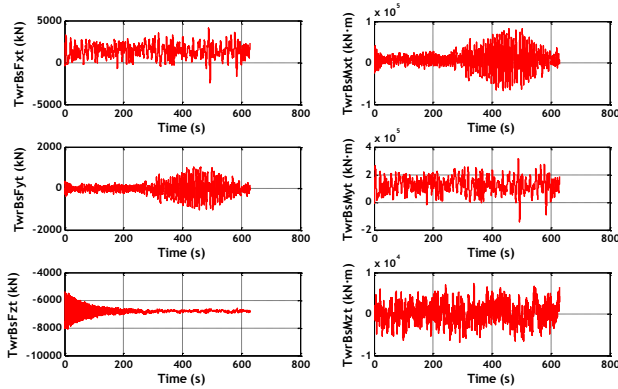 5000
0
-5000
TwrBsFxt (kN)
0 200 400 600 800
Time (s)
x 10^5
1
0
-1
TwrBsMxt (kN·m)
0 200 400 600 800
Time (s)
2000
0
-2000
TwrBsFyt (kN)
0 200 400 600 800
Time (s)
x 10^5
4
2
0
-2
TwrBsMyt (kN·m)
0 200 400 600 800
Time (s)
-4000
-6000
-8000
-10000
TwrBsFzt (kN)
0 200 400 600 800
Time (s)
x 10^4
1
0
-1
TwrBsMzt (kN·m)
0 200 400 600 800
Time (s)